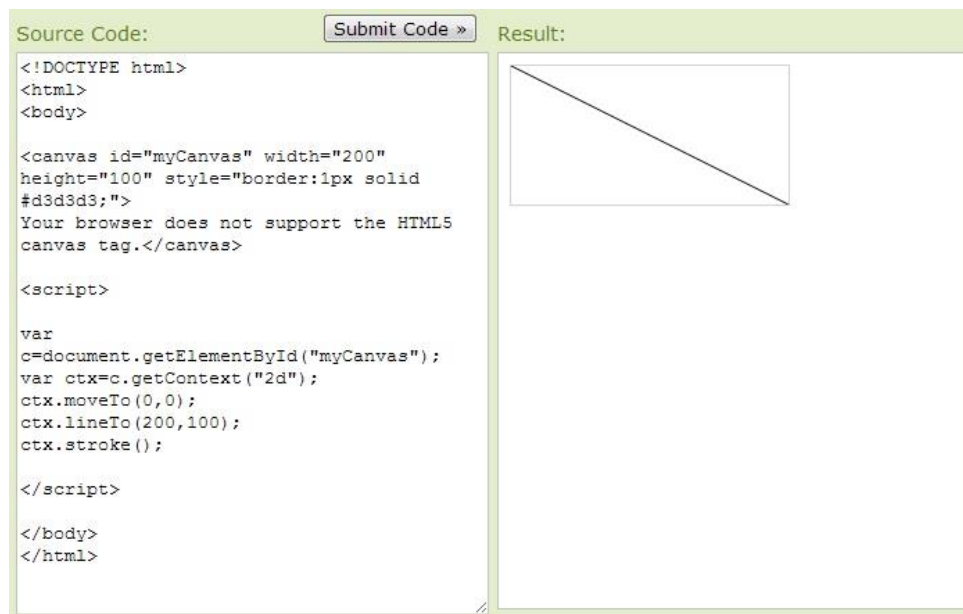 Source Code:
Submit Code »
Result:
<!DOCTYPE html>
<html>
<body>
<canvas id="myCanvas" width="200"
height="100" style="border:1px solid
#d3d3d3;">
Your browser does not support the HTML5
canvas tag.</canvas>
<script>
var
c=document.getElementById("myCanvas");
var ctx=c.getContext("2d");
ctx.moveTo(0,0);
ctx.lineTo(200,100);
ctx.stroke();
</script>
</body>
</html>